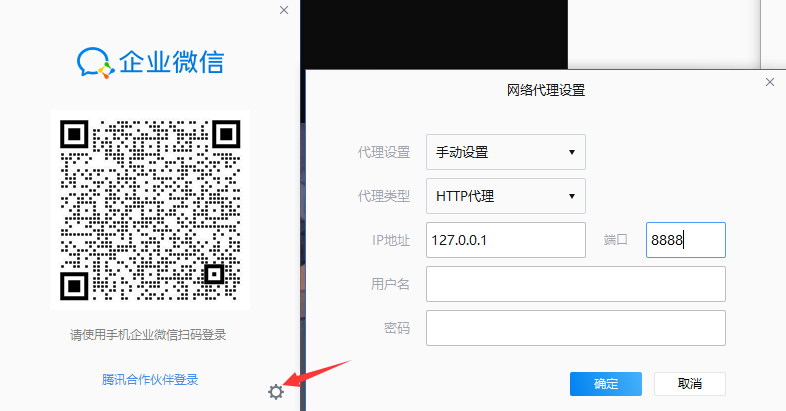 企业微信
请使用手机企业微信扫码登录
腾讯合作伙伴登录
网络代理设置
代理设置 手动设置
代理类型 HTTP代理
IP地址 127.0.0.1 端口 8888
用户名
密码
确定 取消